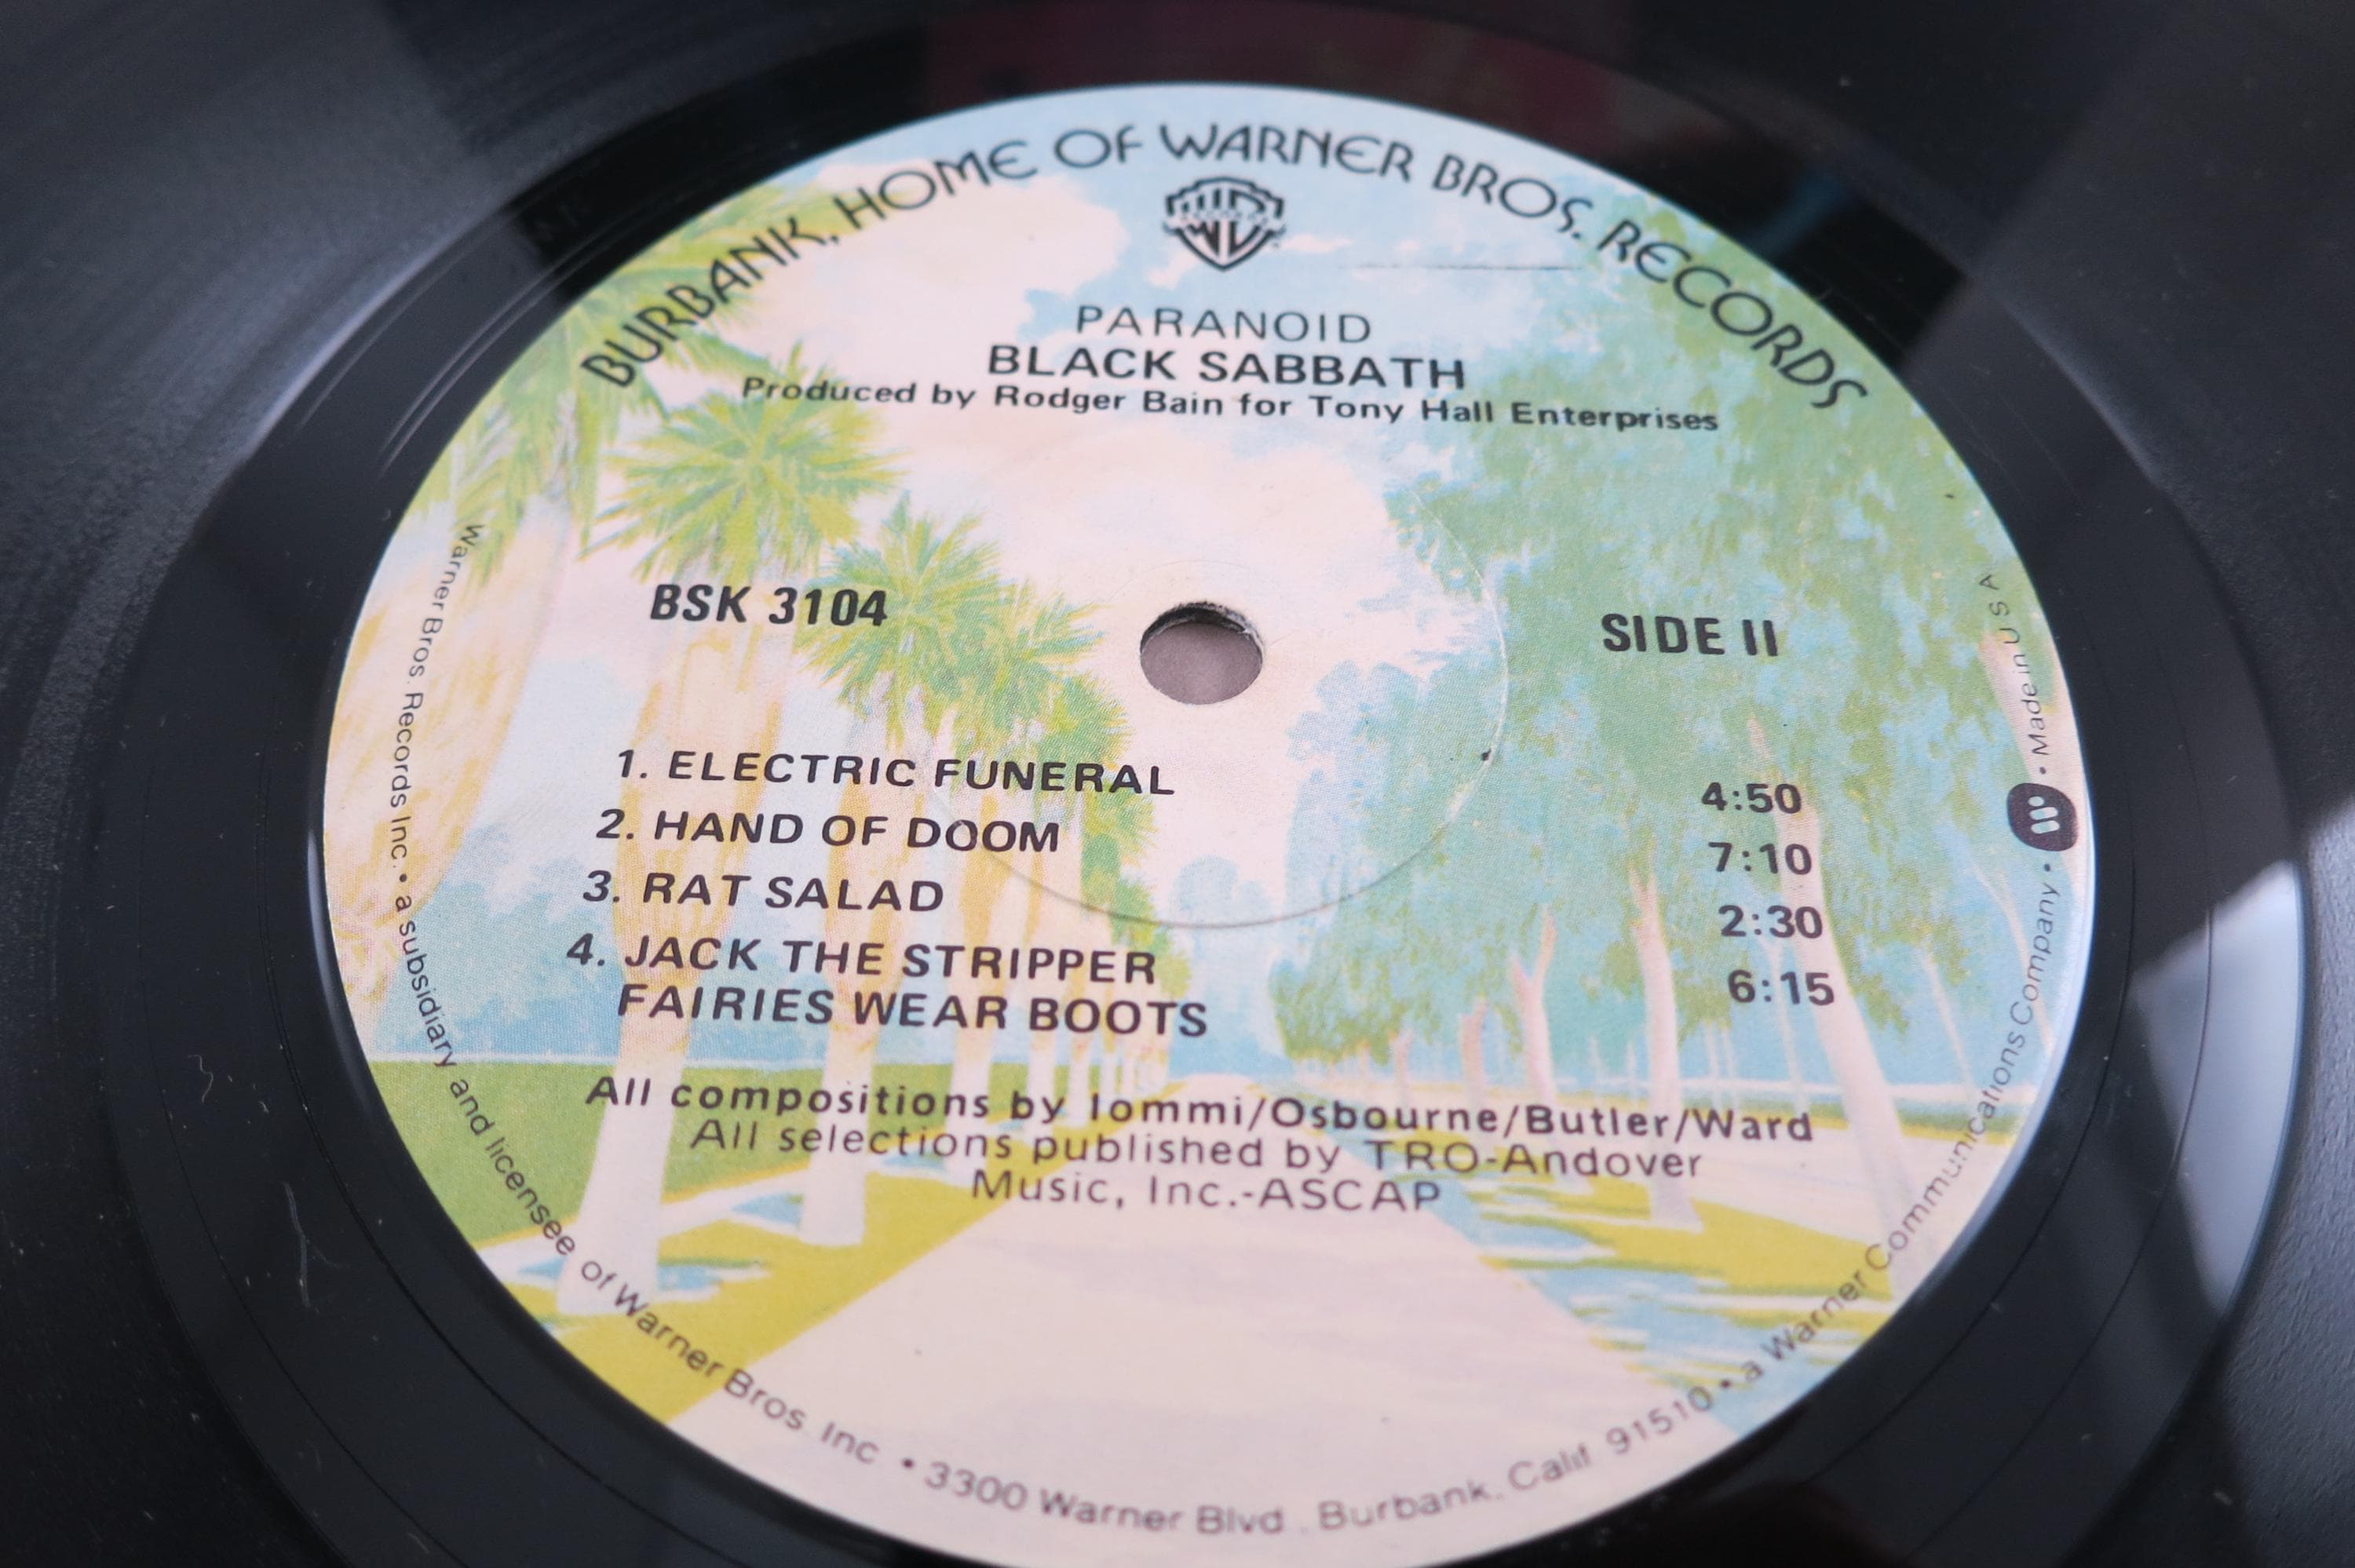 BURBANK, HOME OF WARNER BROS. RECORDS
PARANOID
BLACK SABBATH
Produced by Rodger Bain for Tony Hall Enterprises
BSK 3104
SIDE II
1. ELECTRIC FUNERAL 4:50
2. HAND OF DOOM 7:10
3. RAT SALAD 2:30
4. JACK THE STRIPPER 6:15
FAIRIES WEAR BOOTS
All compositions by Iommi/Osbourne/Butler/Ward
All selections published by TRO-Andover
Music, Inc.-ASCAP
Warner Bros. Records Inc. • a subsidiary and licensee of Warner Bros. Inc • 3300 Warner Blvd., Burbank, Calif. 91510 • a Warner Communications Company • W • Made in U S A